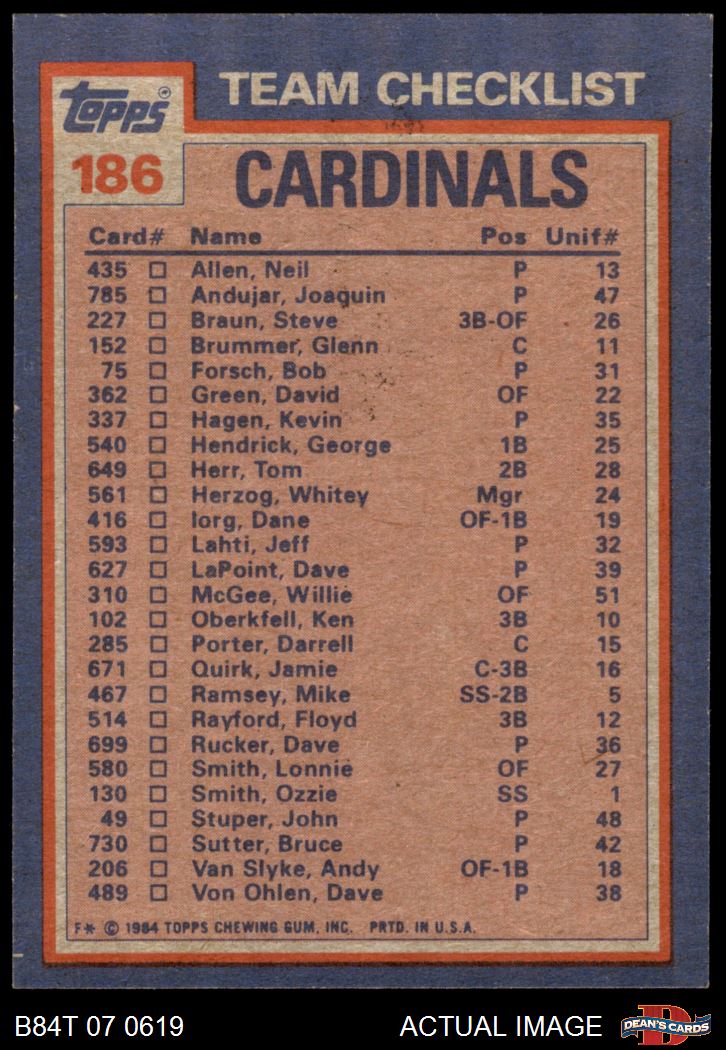 TEAM CHECKLIST
Topps ®
186
CARDINALS
Card# Name Pos Unif#
435 □ Allen, Neil P 13
785 □ Andujar, Joaquin P 47
227 □ Braun, Steve 3B-OF 26
152 □ Brummer, Glenn C 11
75 □ Forsch, Bob P 31
362 □ Green, David OF 22
337 □ Hagen, Kevin P 35
540 □ Hendrick, George 1B 25
649 □ Herr, Tom 2B 28
561 □ Herzog, Whitey Mgr 24
416 □ Iorg, Dane OF-1B 19
593 □ Lahti, Jeff P 32
627 □ LaPoint, Dave P 39
310 □ McGee, Willie OF 51
102 □ Oberkfell, Ken 3B 10
285 □ Porter, Darrell C 15
671 □ Quirk, Jamie C-3B 16
467 □ Ramsey, Mike SS-2B 5
514 □ Rayford, Floyd 3B 12
699 □ Rucker, Dave P 36
580 □ Smith, Lonnie OF 27
130 □ Smith, Ozzie SS 1
49 □ Stuper, John P 48
730 □ Sutter, Bruce P 42
206 □ Van Slyke, Andy OF-1B 18
489 □ Von Ohlen, Dave P 38
F* © 1984 TOPPS CHEWING GUM, INC. PRTD. IN U.S.A.
B84T 07 0619 ACTUAL IMAGE
D
DEAN'S CARDS